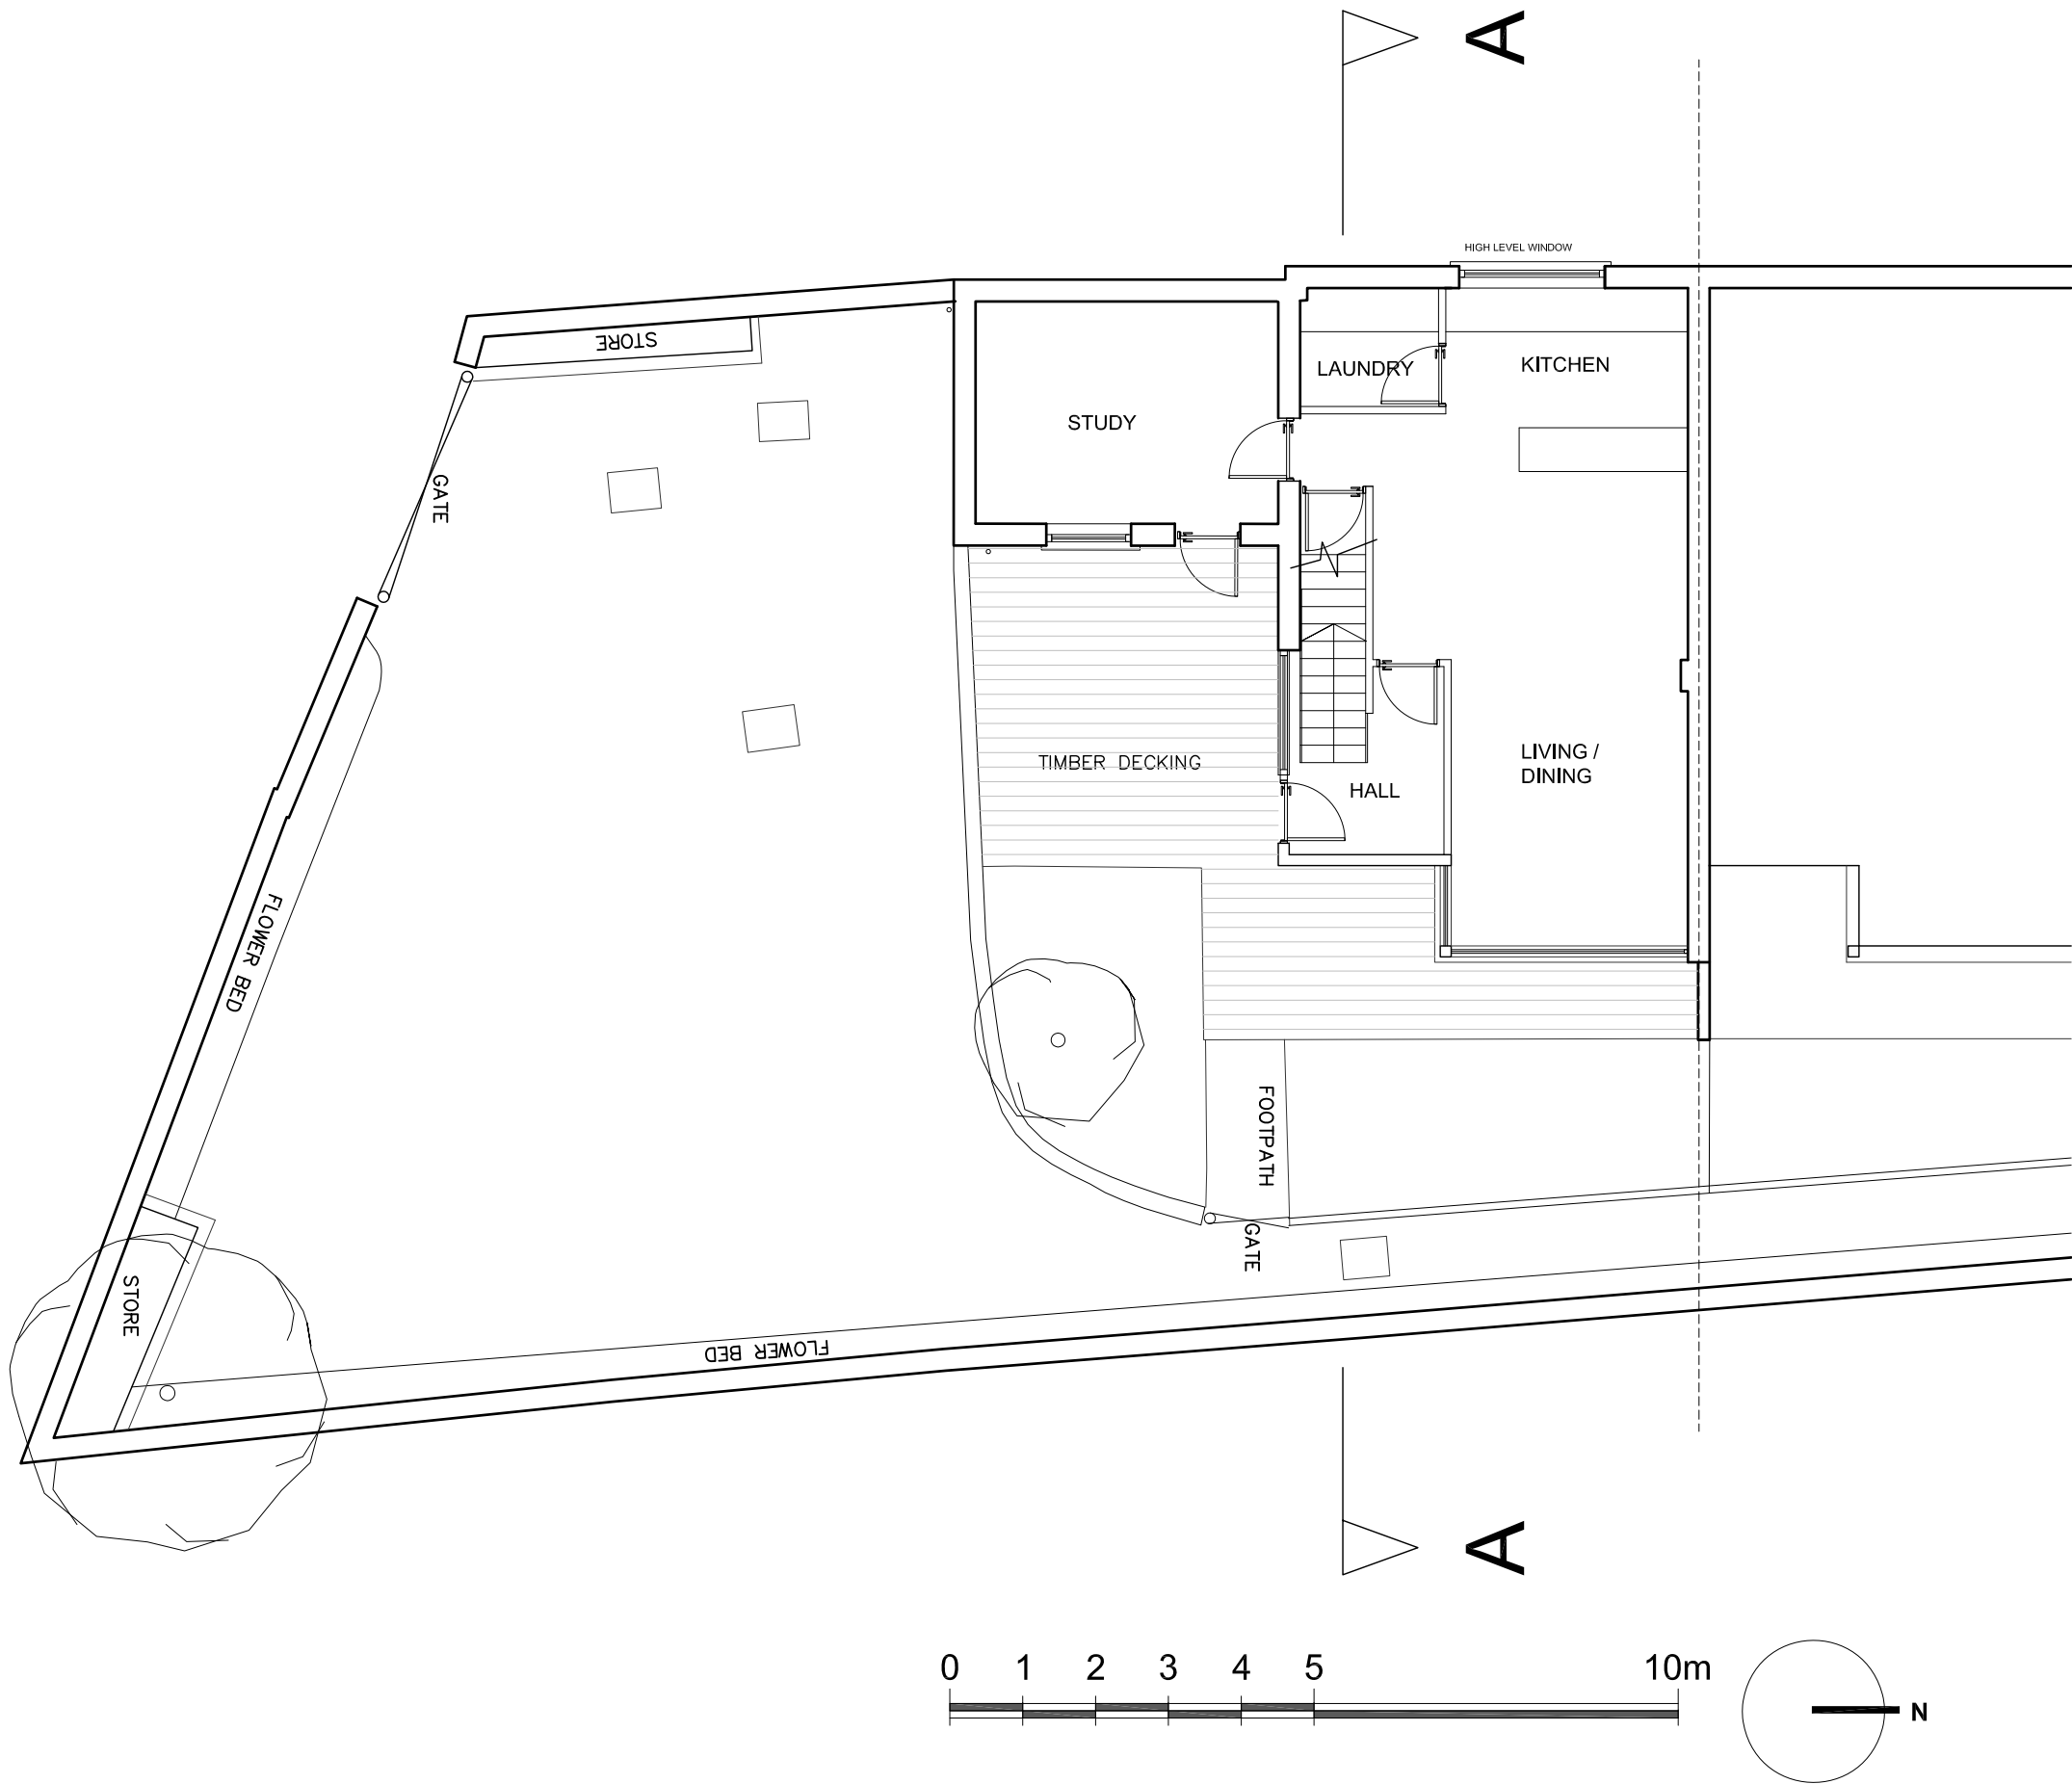 A
HIGH LEVEL WINDOW
STORE
LAUNDRY
KITCHEN
STUDY
GATE
TIMBER DECKING
LIVING /
DINING
HALL
FLOWER BED
FOOTPATH
GATE
STORE
FLOWER BED
A
0 1 2 3 4 5 10m
N